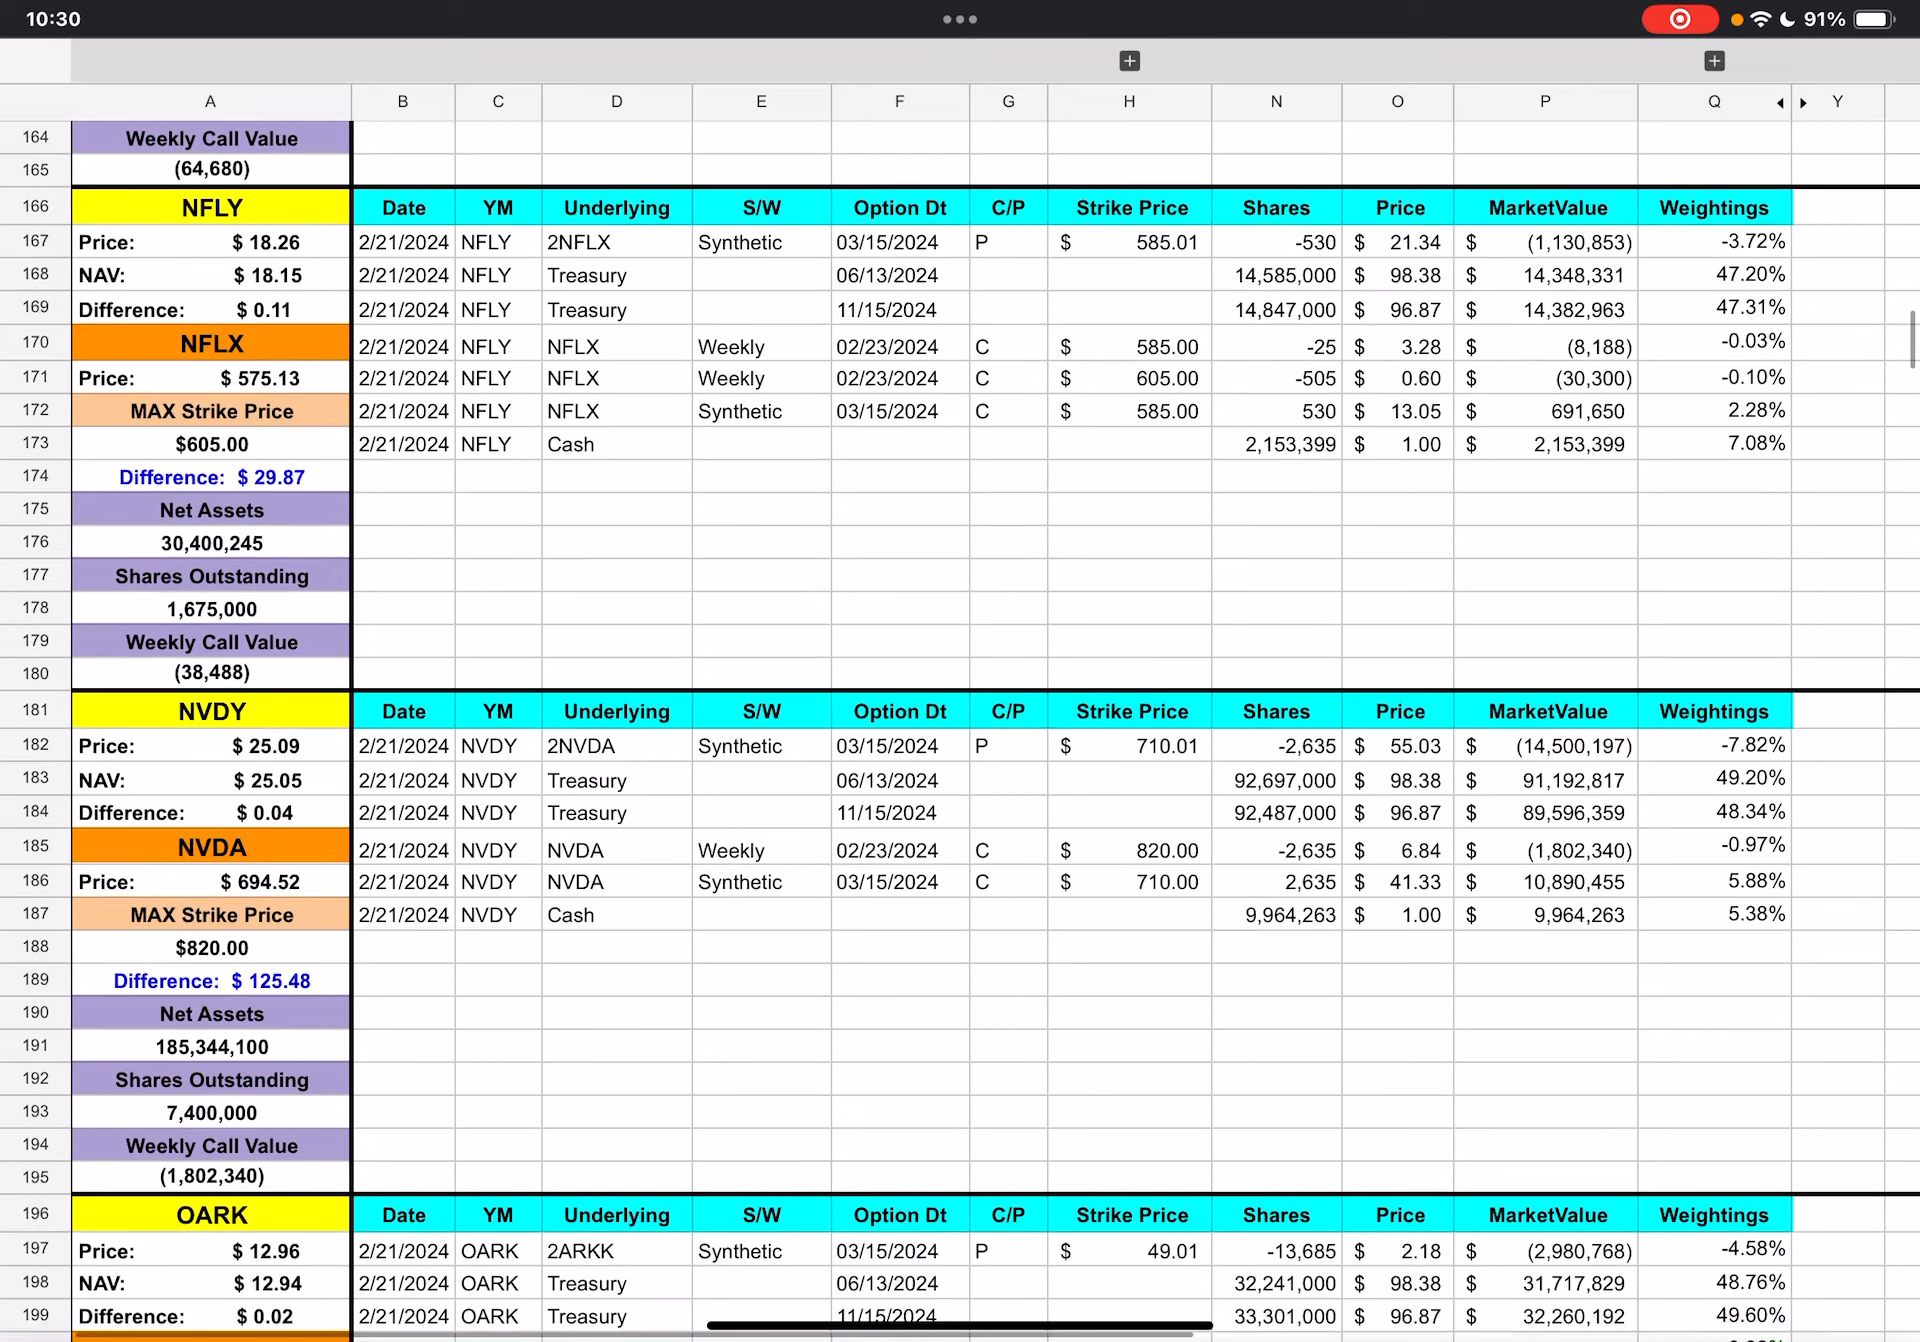 10:30 91%
A B C D E F G H N O P Q Y
164 Weekly Call Value
165 (64,680)
166 NFLY Date YM Underlying S/W Option Dt C/P Strike Price Shares Price MarketValue Weightings
167 Price: $ 18.26 2/21/2024 NFLY 2NFLX Synthetic 03/15/2024 P $ 585.01 -530 $ 21.34 $ (1,130,853) -3.72%
168 NAV: $ 18.15 2/21/2024 NFLY Treasury 06/13/2024 14,585,000 $ 98.38 $ 14,348,331 47.20%
169 Difference: $ 0.11 2/21/2024 NFLY Treasury 11/15/2024 14,847,000 $ 96.87 $ 14,382,963 47.31%
170 NFLX 2/21/2024 NFLY NFLX Weekly 02/23/2024 C $ 585.00 -25 $ 3.28 $ (8,188) -0.03%
171 Price: $ 575.13 2/21/2024 NFLY NFLX Weekly 02/23/2024 C $ 605.00 -505 $ 0.60 $ (30,300) -0.10%
172 MAX Strike Price 2/21/2024 NFLY NFLX Synthetic 03/15/2024 C $ 585.00 530 $ 13.05 $ 691,650 2.28%
173 $605.00 2/21/2024 NFLY Cash 2,153,399 $ 1.00 $ 2,153,399 7.08%
174 Difference: $ 29.87
175 Net Assets
176 30,400,245
177 Shares Outstanding
178 1,675,000
179 Weekly Call Value
180 (38,488)
181 NVDY Date YM Underlying S/W Option Dt C/P Strike Price Shares Price MarketValue Weightings
182 Price: $ 25.09 2/21/2024 NVDY 2NVDA Synthetic 03/15/2024 P $ 710.01 -2,635 $ 55.03 $ (14,500,197) -7.82%
183 NAV: $ 25.05 2/21/2024 NVDY Treasury 06/13/2024 92,697,000 $ 98.38 $ 91,192,817 49.20%
184 Difference: $ 0.04 2/21/2024 NVDY Treasury 11/15/2024 92,487,000 $ 96.87 $ 89,596,359 48.34%
185 NVDA 2/21/2024 NVDY NVDA Weekly 02/23/2024 C $ 820.00 -2,635 $ 6.84 $ (1,802,340) -0.97%
186 Price: $ 694.52 2/21/2024 NVDY NVDA Synthetic 03/15/2024 C $ 710.00 2,635 $ 41.33 $ 10,890,455 5.88%
187 MAX Strike Price 2/21/2024 NVDY Cash 9,964,263 $ 1.00 $ 9,964,263 5.38%
188 $820.00
189 Difference: $ 125.48
190 Net Assets
191 185,344,100
192 Shares Outstanding
193 7,400,000
194 Weekly Call Value
195 (1,802,340)
196 OARK Date YM Underlying S/W Option Dt C/P Strike Price Shares Price MarketValue Weightings
197 Price: $ 12.96 2/21/2024 OARK 2ARKK Synthetic 03/15/2024 P $ 49.01 -13,685 $ 2.18 $ (2,980,768) -4.58%
198 NAV: $ 12.94 2/21/2024 OARK Treasury 06/13/2024 32,241,000 $ 98.38 $ 31,717,829 48.76%
199 Difference: $ 0.02 2/21/2024 OARK Treasury 11/15/2024 33,301,000 $ 96.87 $ 32,260,192 49.60%